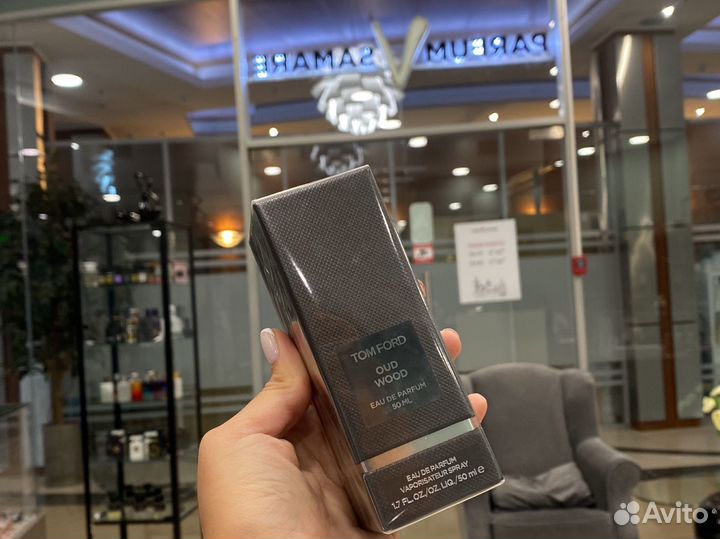 PARFUM SAMARE
TOM FORD
OUD
WOOD
EAU DE PARFUM
50 ML
EAU DE PARFUM
VAPORISATEUR SPRAY
1.7 FL.OZ./OZ.LIQ./50 ml e
Avito